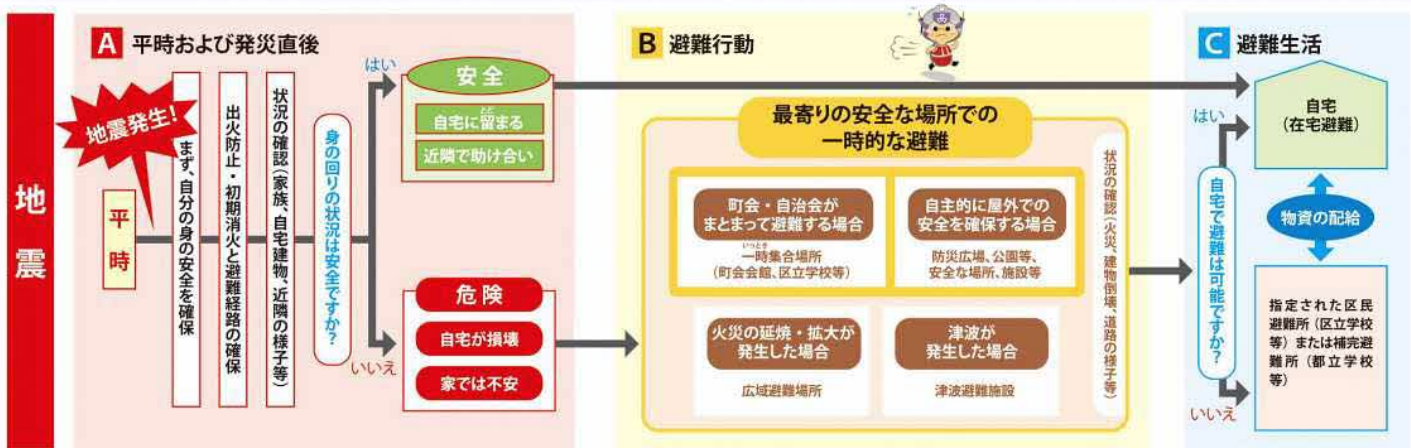 地震
A 平時および発災直後
平時
地震発生!
まず、自分の身の安全を確保
出火防止・初期消火と避難経路の確保
状況の確認(家族、自宅建物、近隣の様子等)
身の回りの状況は安全ですか?
はい
安全
自宅に留まる
とど
近隣で助け合い
いいえ
危険
自宅が損壊
家では不安
B 避難行動
最寄りの安全な場所での
一時的な避難
町会・自治会が
まとまって避難する場合
いっとき
一時集合場所
(町会会館、区立学校等)
自主的に屋外での
安全を確保する場合
防災広場、公園等、
安全な場所、施設等
火災の延焼・拡大が
発生した場合
広域避難場所
津波が
発生した場合
津波避難施設
状況の確認(火災、建物倒壊、道路の様子等)
C 避難生活
自宅で避難は可能ですか?
はい
自宅
(在宅避難)
物資の配給
いいえ
指定された区民
避難所(区立学校
等)または補完避
難所(都立学校
等)